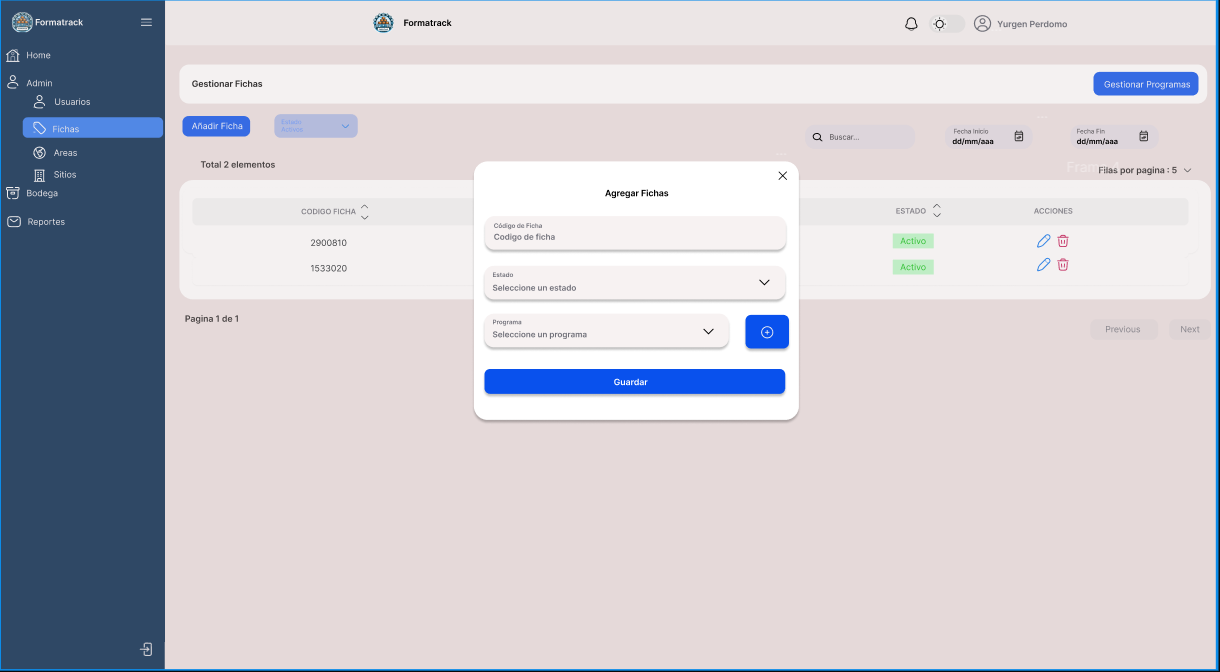 Formatrack
Formatrack
Yurgen Perdomo
Home
Admin
Usuarios
Fichas
Areas
Sitios
Bodega
Reportes
Gestionar Fichas
Gestionar Programas
Añadir Ficha
Estado
Activos
Buscar...
Fecha Inicio
dd/mm/aaa
Fecha Fin
dd/mm/aaa
Total 2 elementos
Filas por pagina : 5
CODIGO FICHA
ESTADO
ACCIONES
2900810
Activo
1533020
Activo
Pagina 1 de 1
Previous
Next
Agregar Fichas
Código de Ficha
Codigo de ficha
Estado
Seleccione un estado
Programa
Seleccione un programa
Guardar